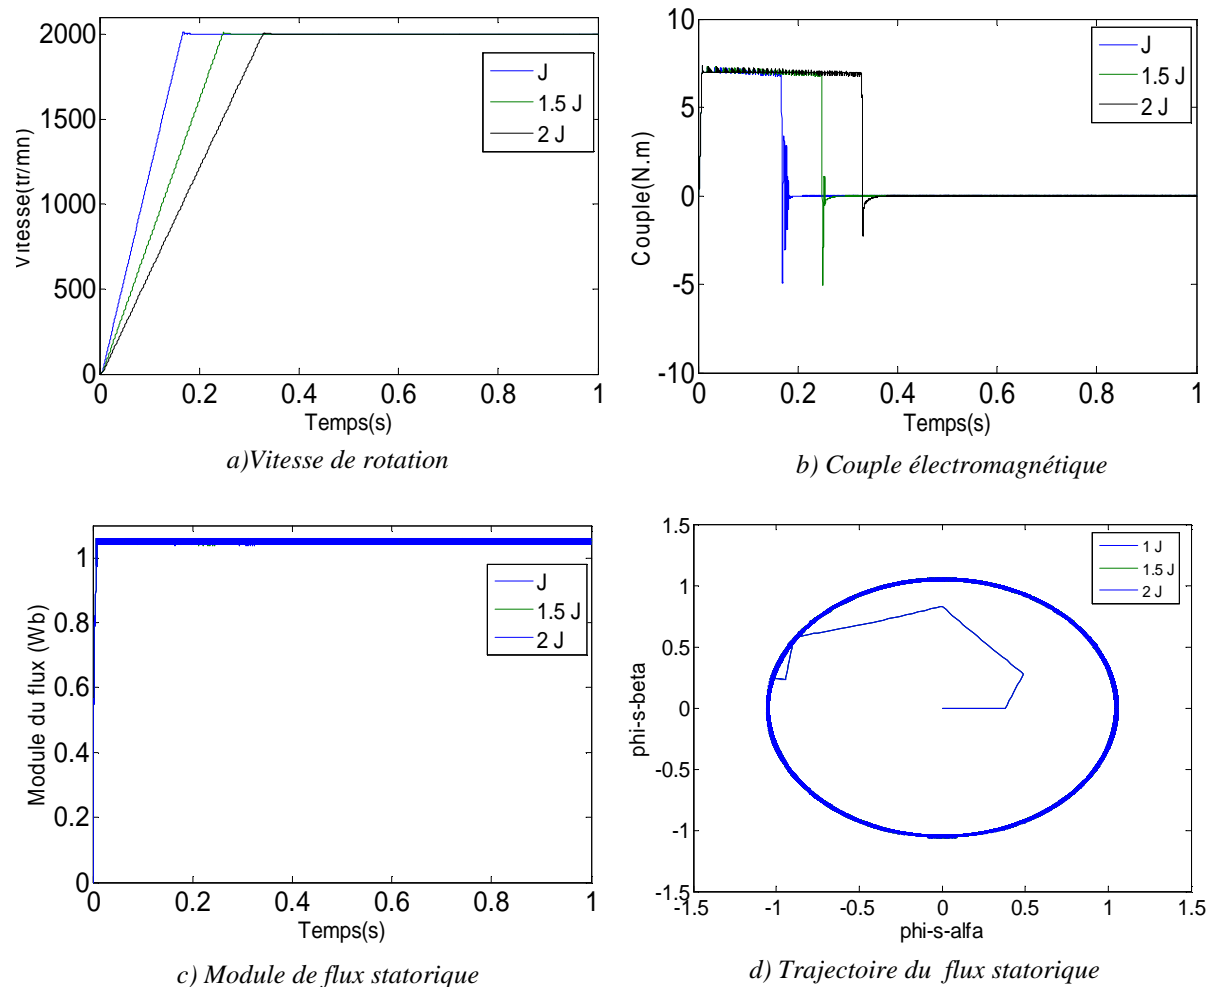 2000
1500
1000
500
0
Vitesse(tr/mn)
J
1.5 J
2 J
0 0.2 0.4 0.6 0.8 1
Temps(s)
a)Vitesse de rotation
10
5
0
-5
-10
Couple(N.m)
J
1.5 J
2 J
0 0.2 0.4 0.6 0.8 1
Temps(s)
b) Couple électromagnétique
1
0.8
0.6
0.4
0.2
0
Module du flux (Wb)
J
1.5 J
2 J
0 0.2 0.4 0.6 0.8 1
Temps(s)
c) Module de flux statorique
1.5
1
0.5
0
-0.5
-1
-1.5
phi-s-beta
1 J
1.5 J
2 J
-1.5 -1 -0.5 0 0.5 1 1.5
phi-s-alfa
d) Trajectoire du flux statorique